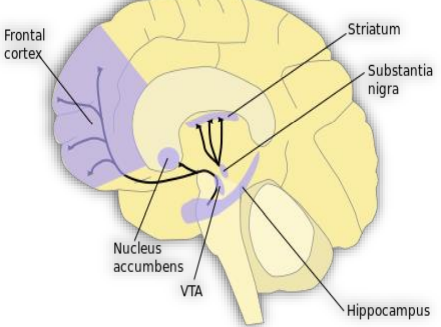 Frontal
cortex
Striatum
Substantia
nigra
Nucleus
accumbens
VTA
Hippocampus